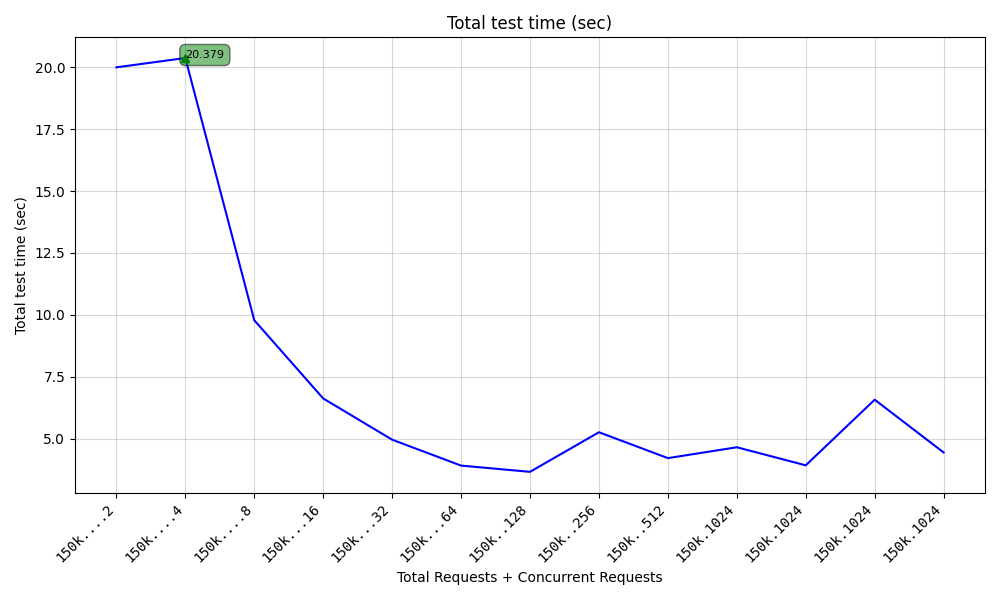 Total test time (sec)
20.379
20.0
17.5
15.0
12.5
10.0
7.5
5.0
Total test time (sec)
150k....2
150k....4
150k....8
150k...16
150k...32
150k...64
150k..128
150k..256
150k..512
150k.1024
150k.1024
150k.1024
150k.1024
Total Requests + Concurrent Requests